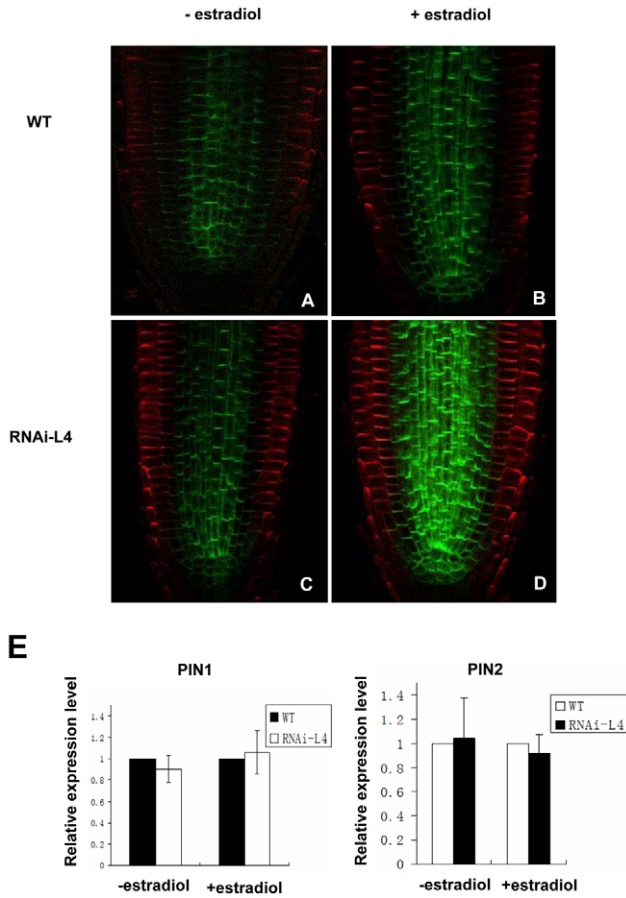 - estradiol + estradiol
WT
A B
RNAi-L4
C D
E
PIN1
Relative expression level
1.4
1.2
1
0.8
0.6
0.4
0.2
0
WT
RNAi-L4
-estradiol +estradiol
PIN2
Relative expression level
1.4
1.2
1
0.8
0.6
0.4
0.2
0
WT
RNAi-L4
-estradiol +estradiol